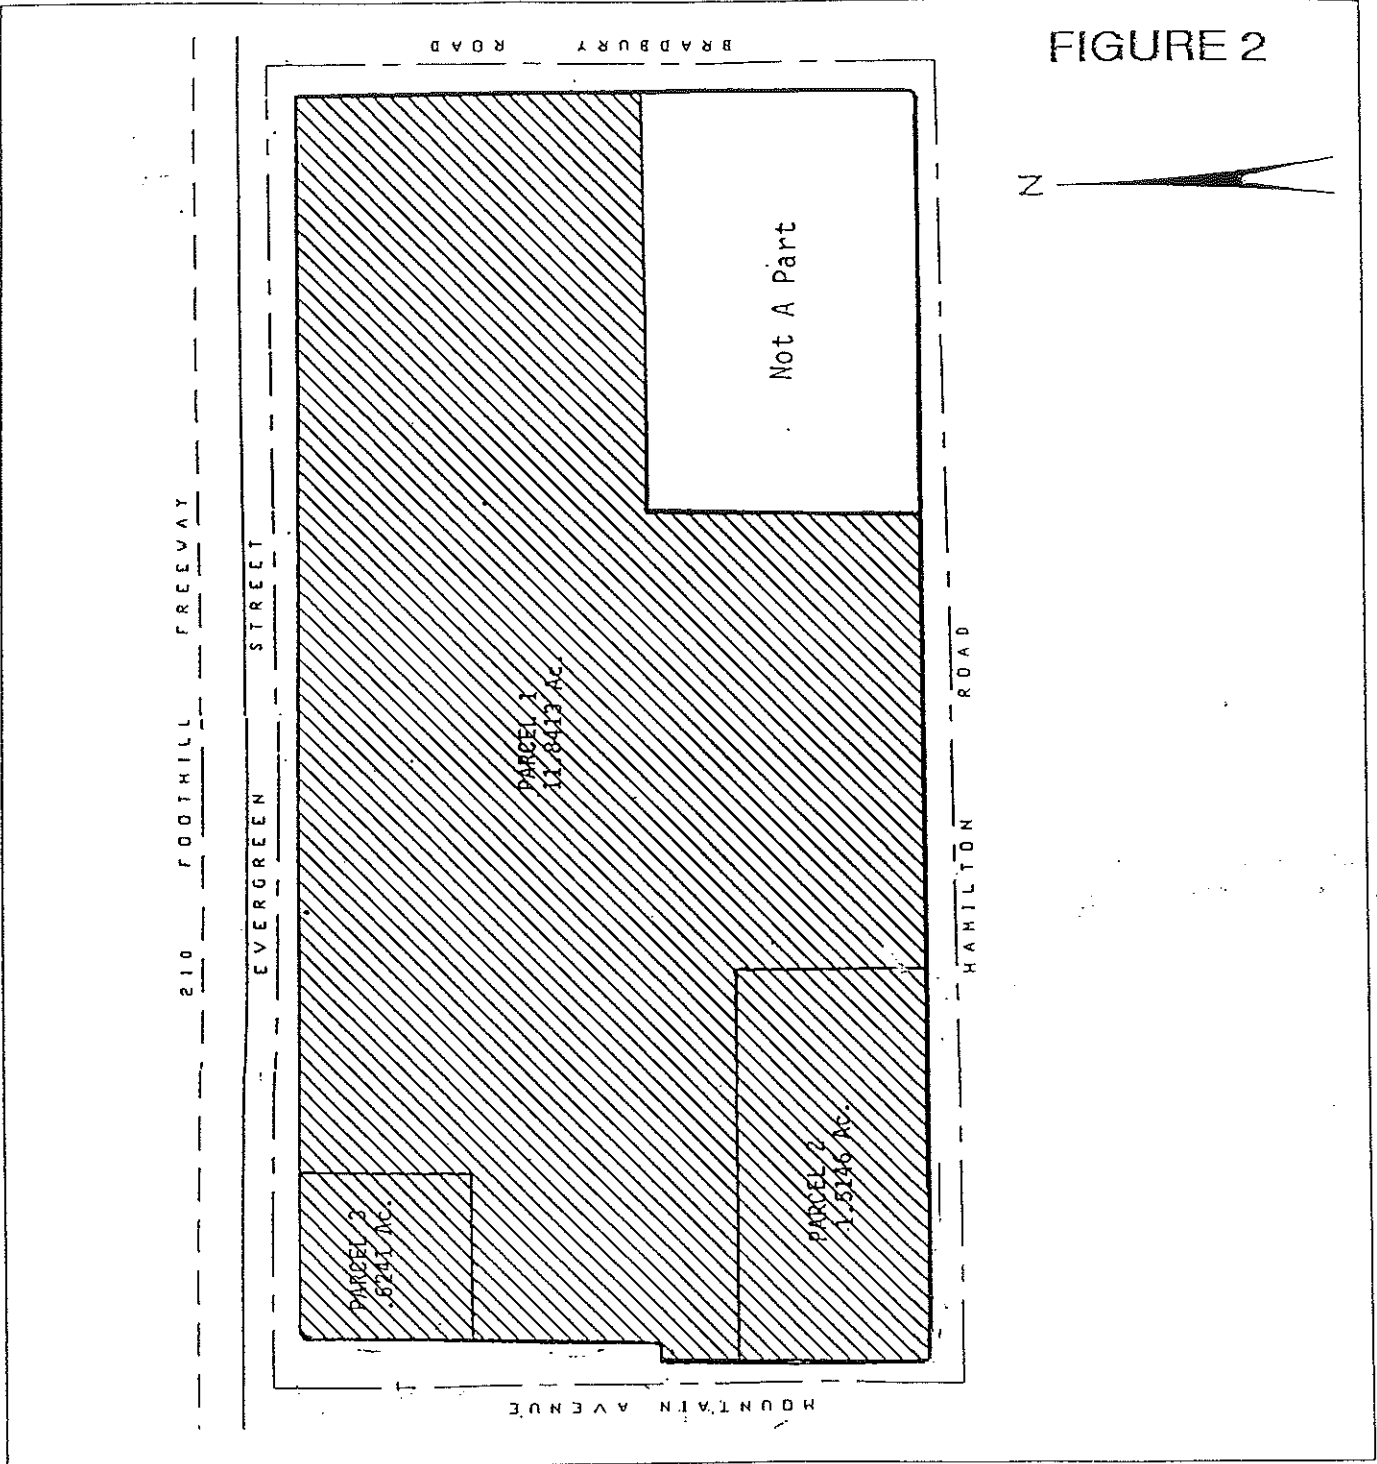 FIGURE 2
BRADBURY ROAD
N
Not A Part
210 FOOTHILL FREEWAY
EVERGREEN STREET
PARCEL 1
11.8413 Ac.
HAMILTON ROAD
PARCEL 2
1.5146 Ac.
PARCEL 3
.6241 Ac.
MOUNTAIN AVENUE